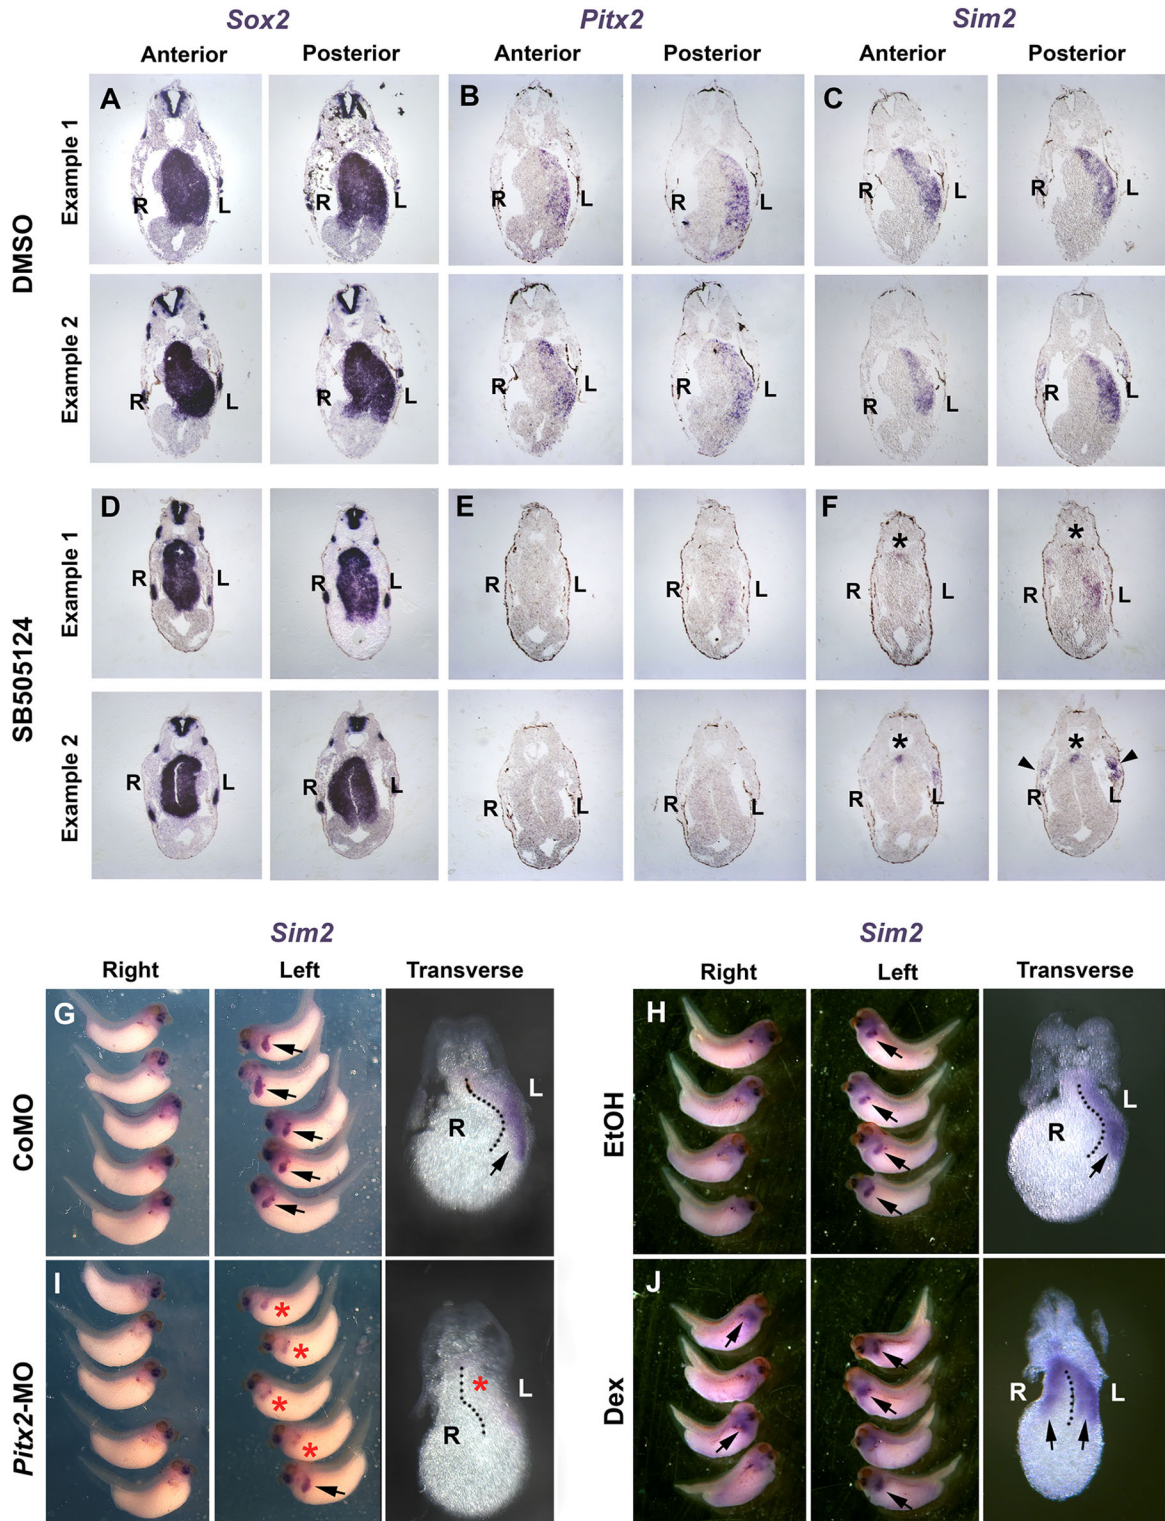 Sox2 Pitx2 Sim2
Anterior Posterior Anterior Posterior Anterior Posterior
DMSO
Example 1
A R L R L B R L R L C R L R L
Example 2
R L R L R L R L R L R L
SB505124
Example 1
D R L R L E R L R L F * R L * R L
Example 2
R L R L R L R L * R L * R L
Sim2 Sim2
Right Left Transverse Right Left Transverse
CoMO
G R L
EtOH
H R L
Pitx2-MO
I * * * * * R L
Dex
J R L